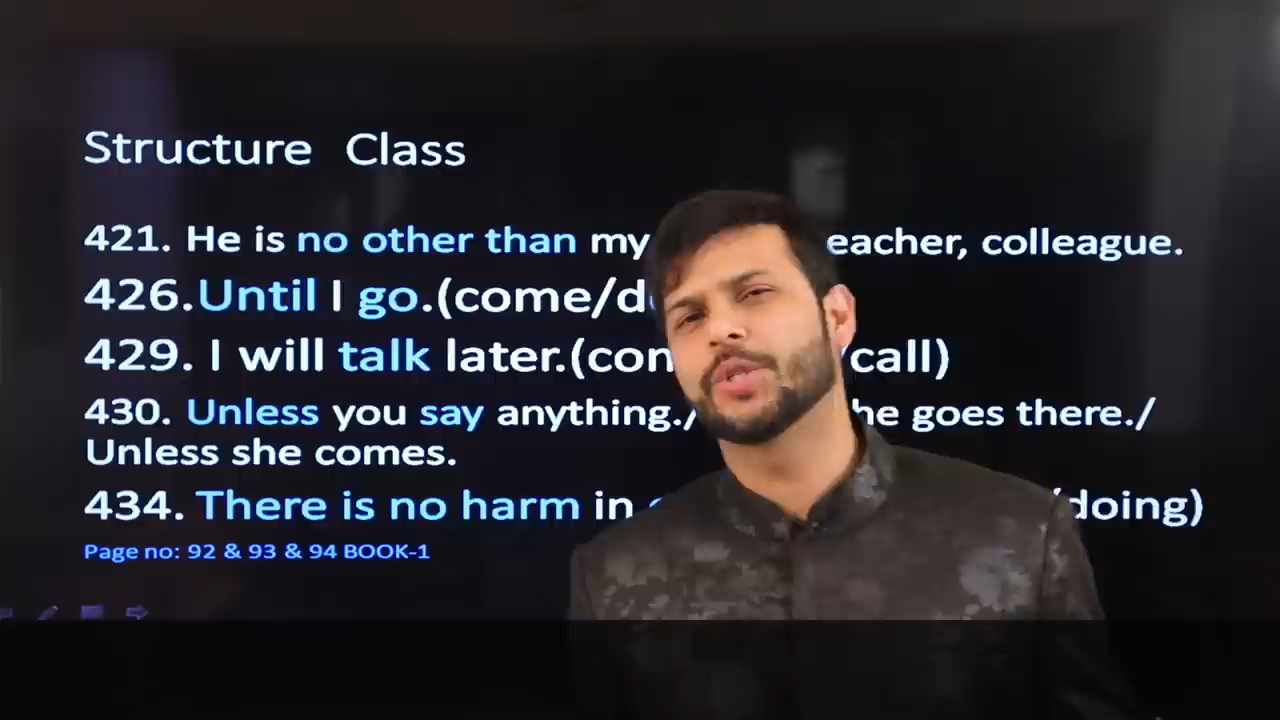 Structure Class
421. He is no other than my eacher, colleague.
426.Until I go.(come/d
429. I will talk later.(con /call)
430. Unless you say anything./ he goes there./
Unless she comes.
434. There is no harm in (doing)
Page no: 92 & 93 & 94 BOOK-1